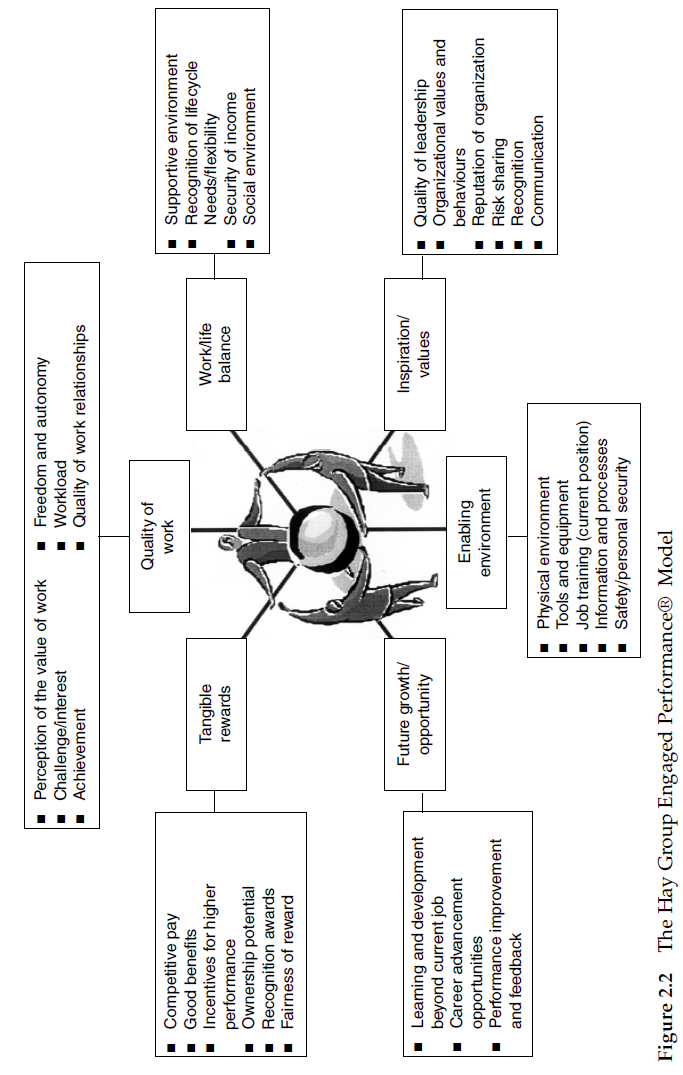 ■ Perception of the value of work
■ Challenge/interest
■ Achievement
■ Freedom and autonomy
■ Workload
■ Quality of work relationships
■ Competitive pay
■ Good benefits
■ Incentives for higher
performance
■ Ownership potential
■ Recognition awards
■ Fairness of reward
Tangible
rewards
Quality of
work
Work/life
balance
■ Supportive environment
■ Recognition of lifecycle
Needs/flexibility
■ Security of income
■ Social environment
■ Learning and development
beyond current job
■ Career advancement
opportunities
■ Performance improvement
and feedback
Future growth/
opportunity
Enabling
environment
Inspiration/
values
■ Quality of leadership
■ Organizational values and
behaviours
■ Reputation of organization
■ Risk sharing
■ Recognition
■ Communication
■ Physical environment
■ Tools and equipment
■ Job training (current position)
■ Information and processes
■ Safety/personal security
Figure 2.2 The Hay Group Engaged Performance® Model